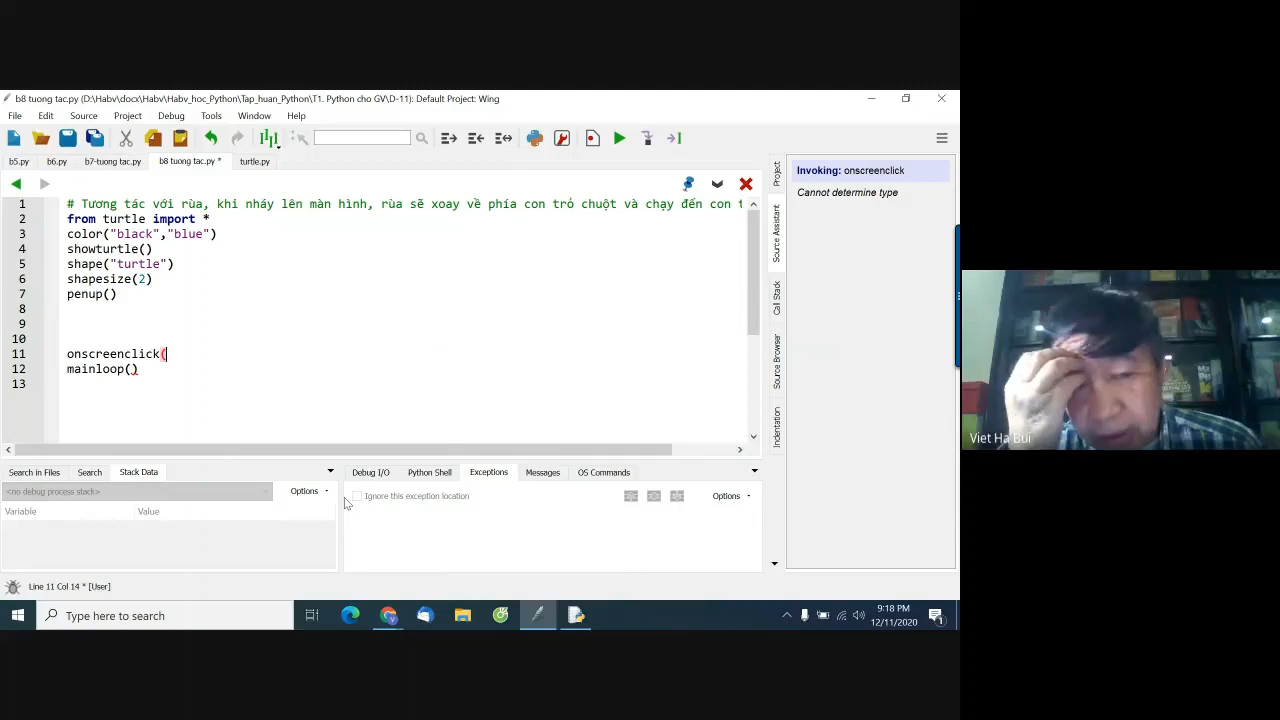 b8 tuong tac.py (D:\Habv\docx\Habv\Habv_hoc_Python\Tap_huan_Python\T1. Python cho GV\D-11): Default Project: Wing
File Edit Source Project Debug Tools Window Help
b5.py b6.py b7-tuong tac.py b8 tuong tac.py * turtle.py
1 # Tương tác với rùa, khi nháy lên màn hình, rùa sẽ xoay về phía con trỏ chuột và chạy đến con t
2 from turtle import *
3 color("black","blue")
4 showturtle()
5 shape("turtle")
6 shapesize(2)
7 penup()
8
9
10
11 onscreenclick(
12 mainloop()
13
Project
Source Assistant
Call Stack
Source Browser
Indentation
Invoking: onscreenclick
Cannot determine type
Viet Ha Bui
Search in Files Search Stack Data
<no debug process stack> Options
Variable Value
Debug I/O Python Shell Exceptions Messages OS Commands
Ignore this exception location Options
Line 11 Col 14 * [User]
Type here to search
9:18 PM
12/11/2020
1